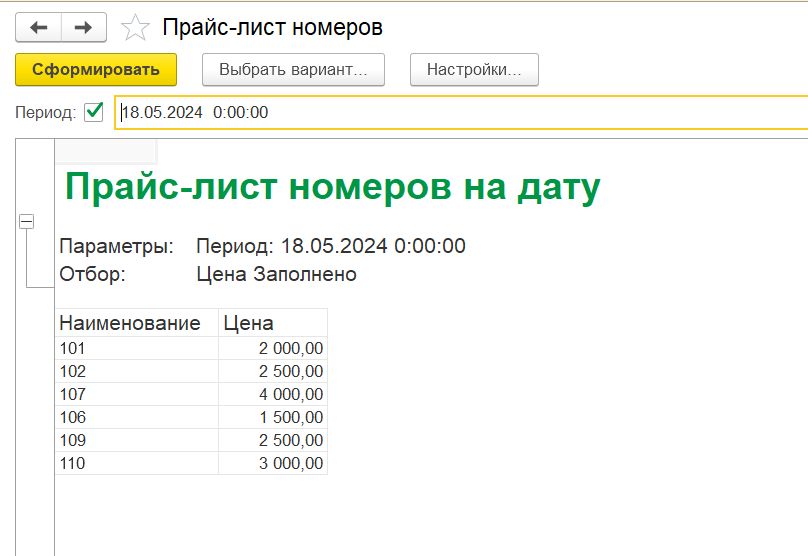 Прайс-лист номеров
Сформировать Выбрать вариант... Настройки...
Период: 18.05.2024 0:00:00
Прайс-лист номеров на дату
Параметры: Период: 18.05.2024 0:00:00
Отбор: Цена Заполнено
Наименование Цена
101 2 000,00
102 2 500,00
107 4 000,00
106 1 500,00
109 2 500,00
110 3 000,00